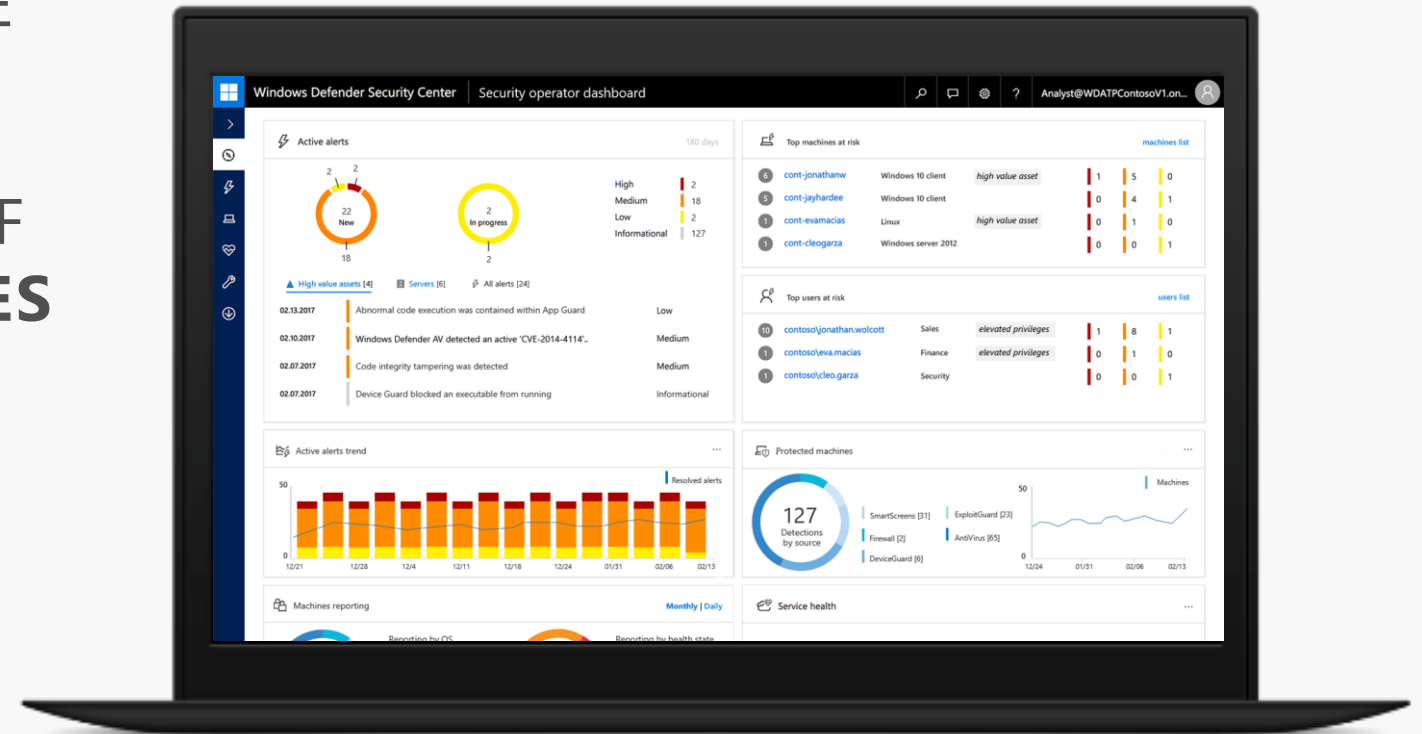 F
ES
Windows Defender Security Center | Security operator dashboard
? Analyst@WDATPContosoV1.on...
Active alerts 180 days
2 2
22
New
18
2
In progress
2
High 2
Medium 18
Low 2
Informational 127
High value assets [4] Servers [6] All alerts [24]
02.13.2017 Abnormal code execution was contained within App Guard Low
02.10.2017 Windows Defender AV detected an active 'CVE-2014-4114'.. Medium
02.07.2017 Code integrity tampering was detected Medium
02.07.2017 Device Guard blocked an executable from running Informational
Top machines at risk machines list
6 cont-jonathanw Windows 10 client high value asset 1 5 0
5 cont-jayhardee Windows 10 client 0 4 1
1 cont-evamacias Linux high value asset 0 1 0
1 cont-cleogarza Windows server 2012 0 0 1
Top users at risk users list
10 contoso\jonathan.wolcott Sales elevated privileges 1 8 1
1 contoso\eva.macias Finance elevated privileges 0 1 0
1 contoso\cleo.garza Security 0 0 1
Active alerts trend ...
Resolved alerts
50
0
12/21 12/28 12/4 12/11 12/18 12/24 01/31 02/06 02/13
Protected machines ...
127
Detections
by source
SmartScreens [31] ExploitGuard [23]
Firewall [2] AntiVirus [65]
DeviceGuard [6]
Machines
50
0
12/24 01/31 02/06 02/13
Machines reporting Monthly | Daily
Reporting by OS Reporting by health state
Service health ...